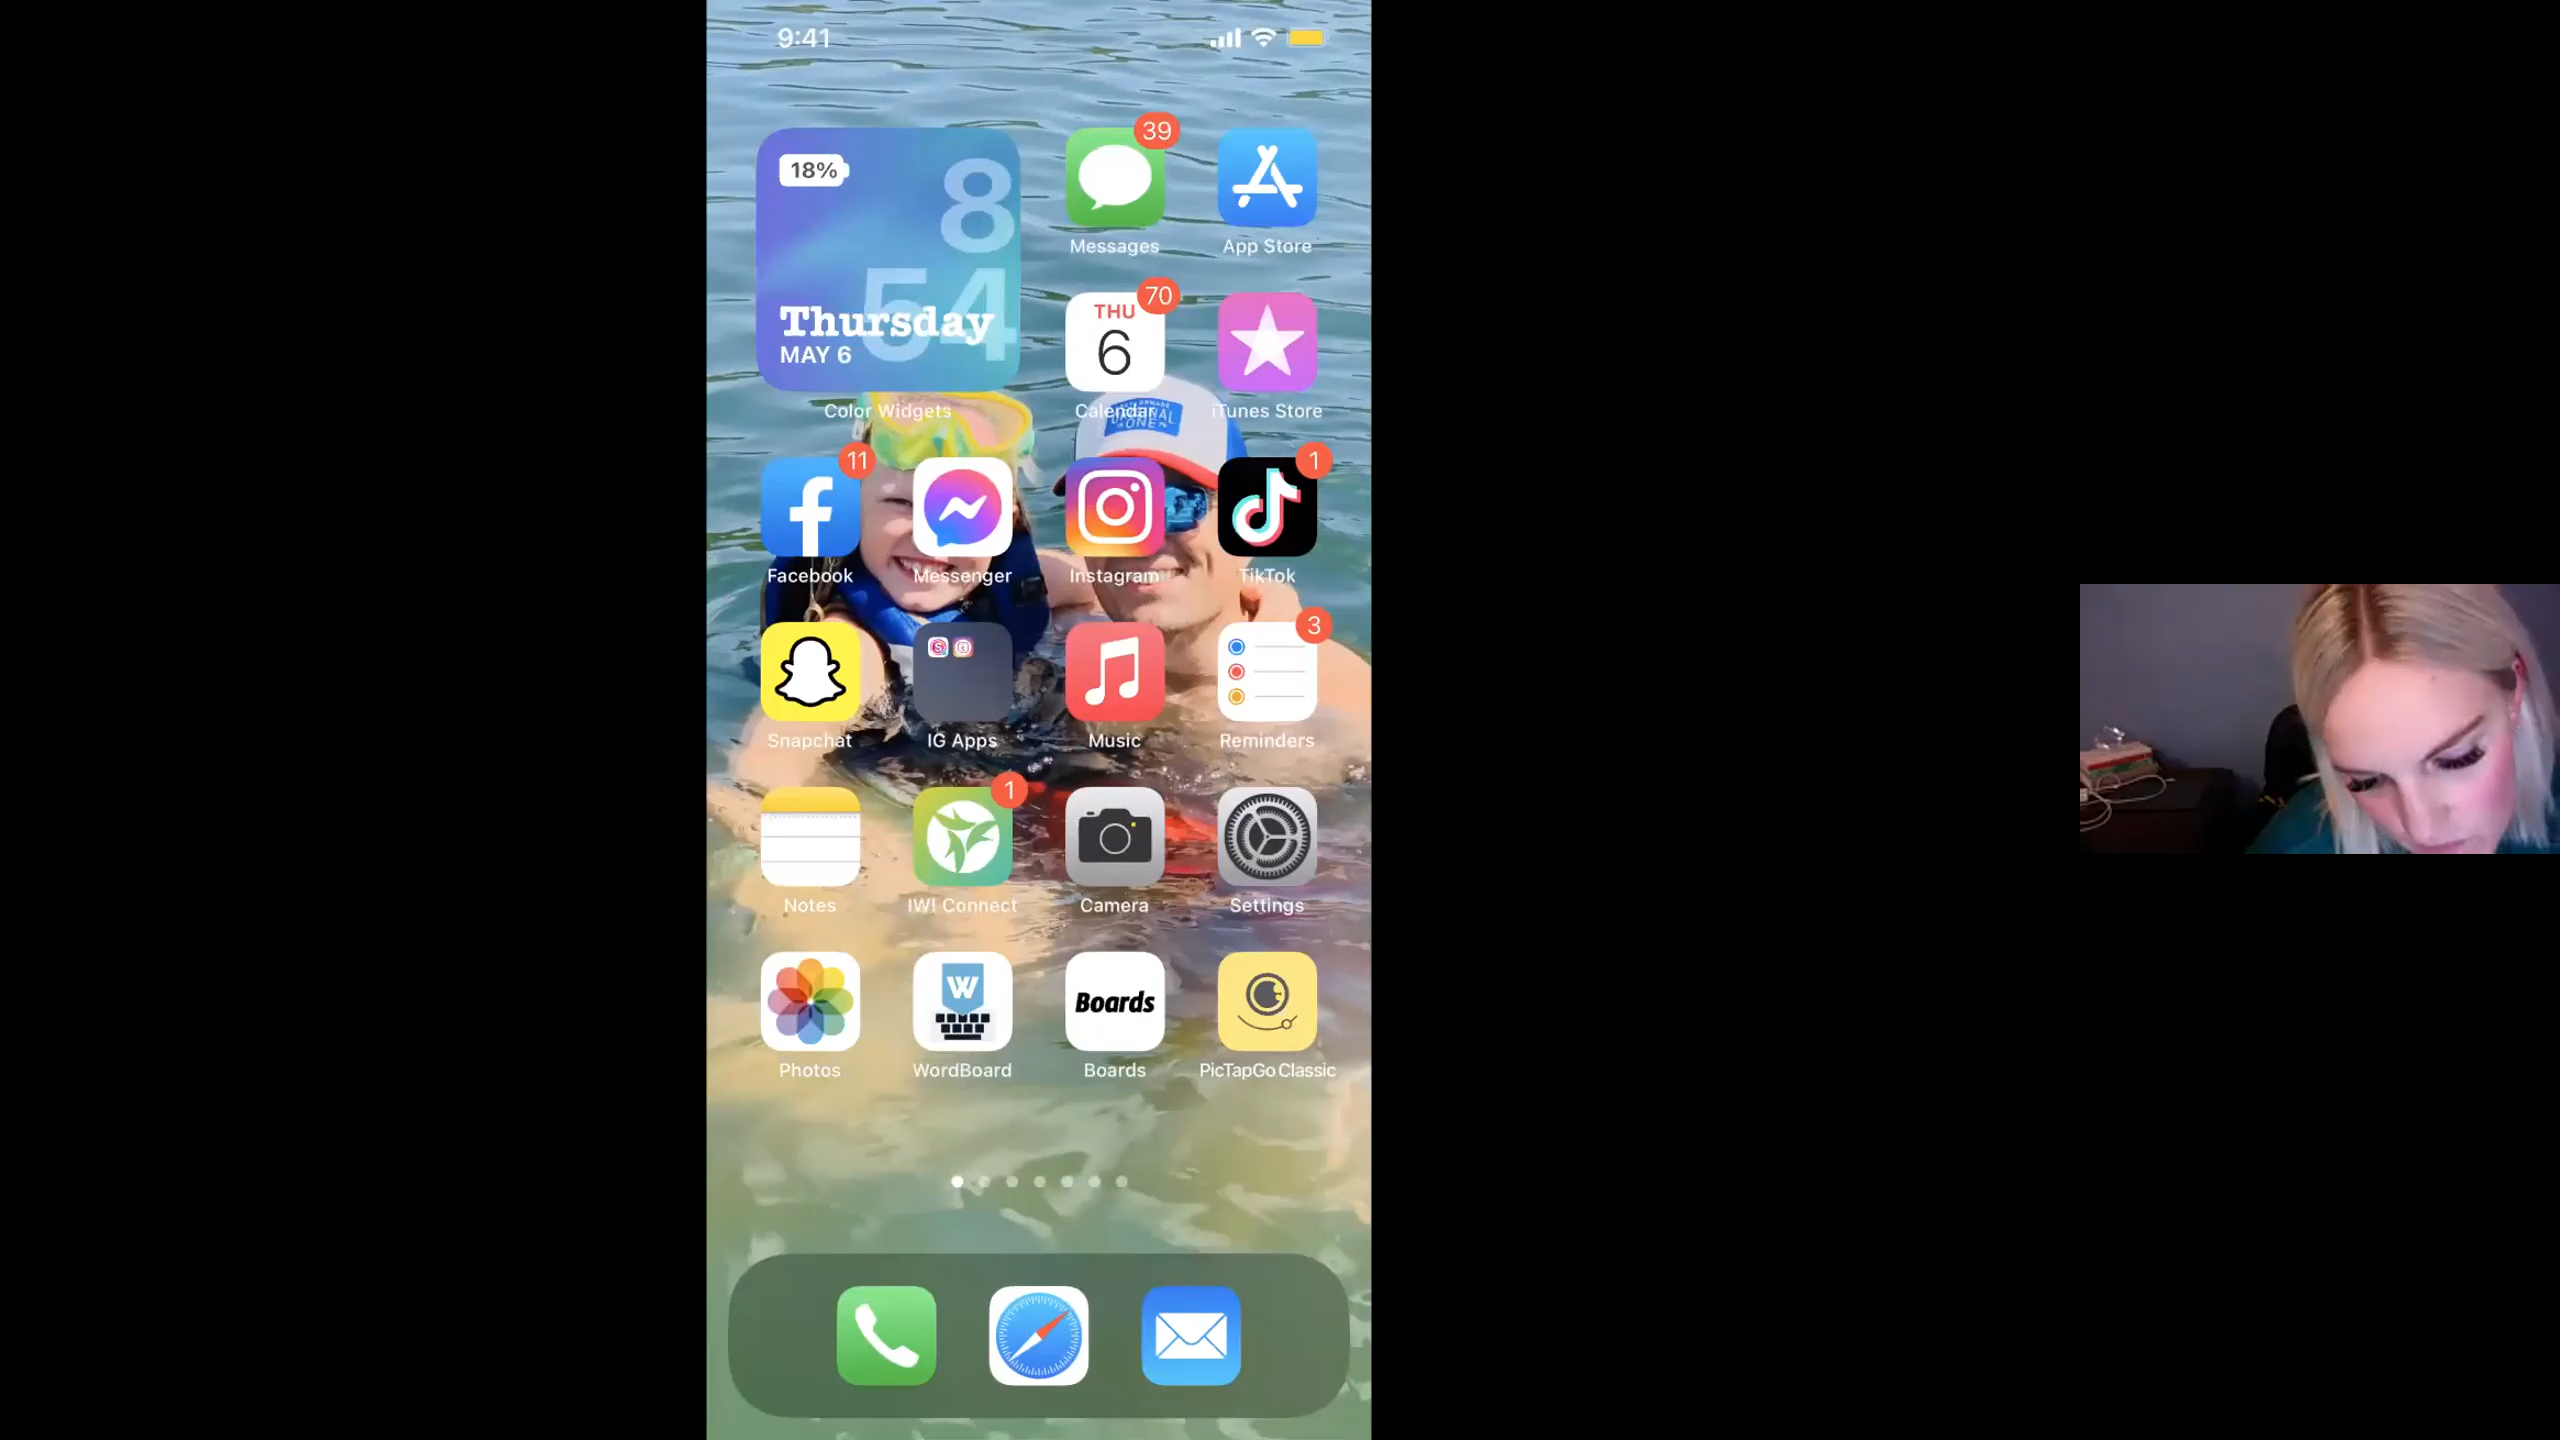 9:41
39
18%
8
54
Thursday
MAY 6
Messages
App Store
70
THU
6
Color Widgets
Calendar
iTunes Store
11
1
Facebook
Messenger
Instagram
TikTok
3
Snapchat
IG Apps
Music
Reminders
1
Notes
IW! Connect
Camera
Settings
W
Boards
Photos
WordBoard
Boards
PicTapGo Classic